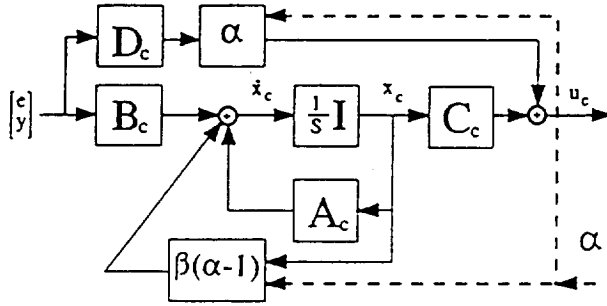 D_c
α
[e
y]
B_c
ẋ_c
1/s I
x_c
C_c
u_c
A_c
β(α-1)
α